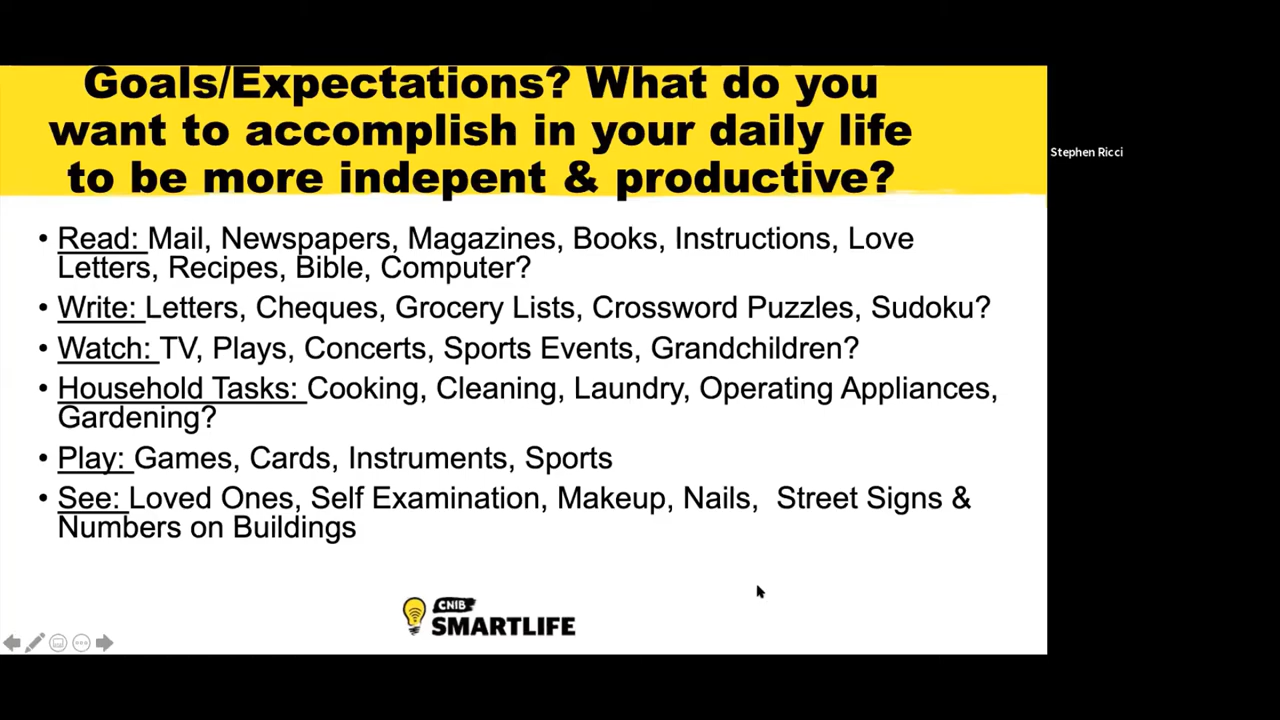 Goals/Expectations? What do you
want to accomplish in your daily life
to be more indepent & productive?
Stephen Ricci
• Read: Mail, Newspapers, Magazines, Books, Instructions, Love
Letters, Recipes, Bible, Computer?
• Write: Letters, Cheques, Grocery Lists, Crossword Puzzles, Sudoku?
• Watch: TV, Plays, Concerts, Sports Events, Grandchildren?
• Household Tasks: Cooking, Cleaning, Laundry, Operating Appliances,
Gardening?
• Play: Games, Cards, Instruments, Sports
• See: Loved Ones, Self Examination, Makeup, Nails,  Street Signs &
Numbers on Buildings
CNIB
SMARTLIFE